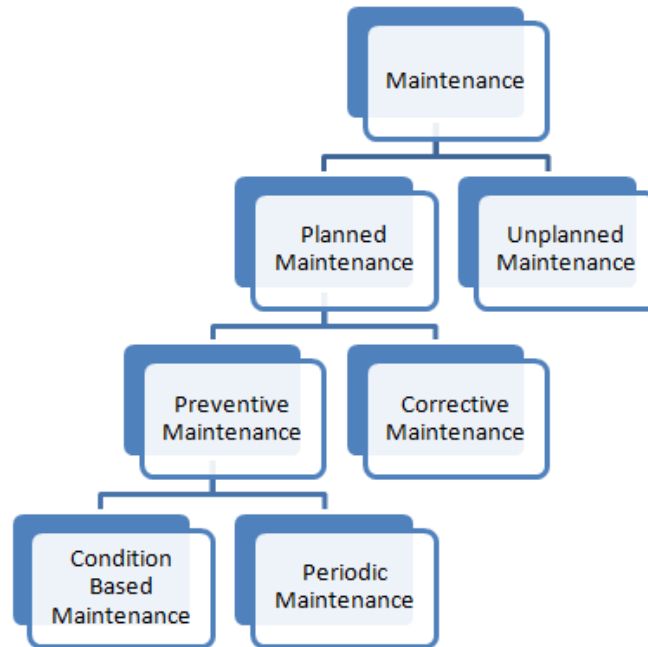 Maintenance
Planned
Maintenance
Unplanned
Maintenance
Preventive
Maintenance
Corrective
Maintenance
Condition
Based
Maintenance
Periodic
Maintenance